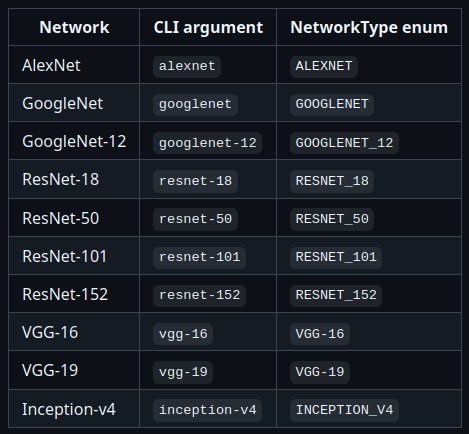 Network CLI argument NetworkType enum
AlexNet alexnet ALEXNET
GoogleNet googlenet GOOGLENET
GoogleNet-12 googlenet-12 GOOGLENET_12
ResNet-18 resnet-18 RESNET_18
ResNet-50 resnet-50 RESNET_50
ResNet-101 resnet-101 RESNET_101
ResNet-152 resnet-152 RESNET_152
VGG-16 vgg-16 VGG-16
VGG-19 vgg-19 VGG-19
Inception-v4 inception-v4 INCEPTION_V4